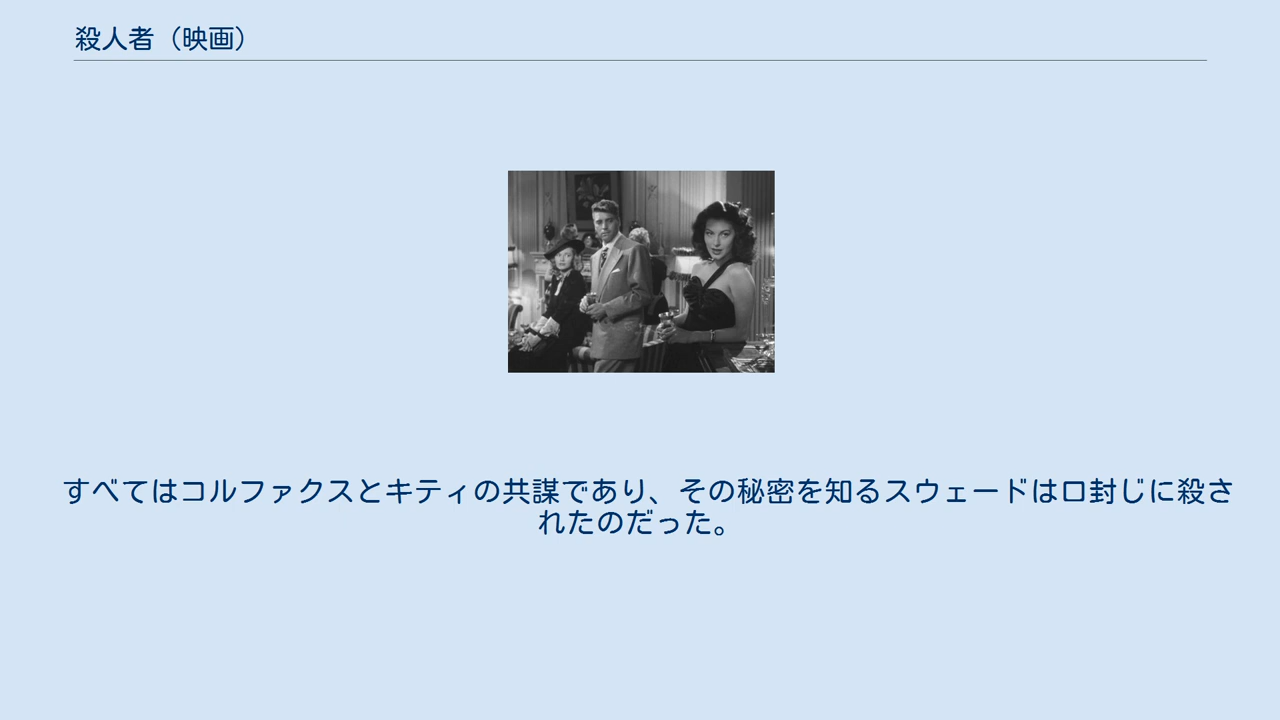 殺人者（映画）
すべてはコルファクスとキティの共謀であり、その秘密を知るスウェードは口封じに殺さ
れたのだった。